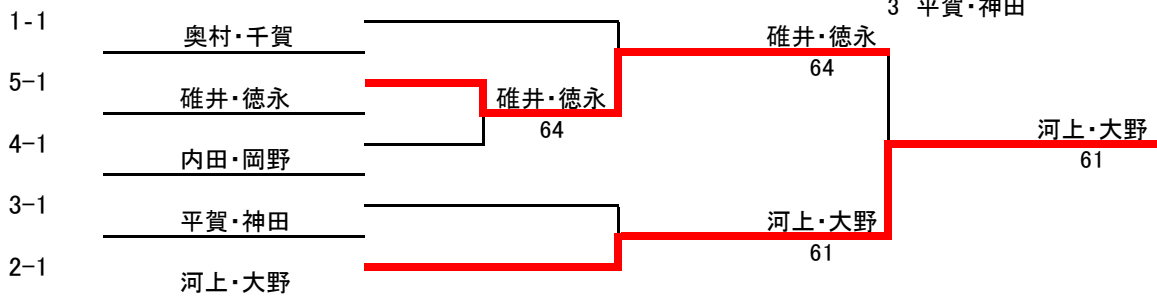 3 平賀・神田
1-1
奥村・千賀
碓井・徳永
64
5-1
碓井・徳永
碓井・徳永
64
4-1
内田・岡野
河上・大野
61
3-1
平賀・神田
河上・大野
61
2-1
河上・大野